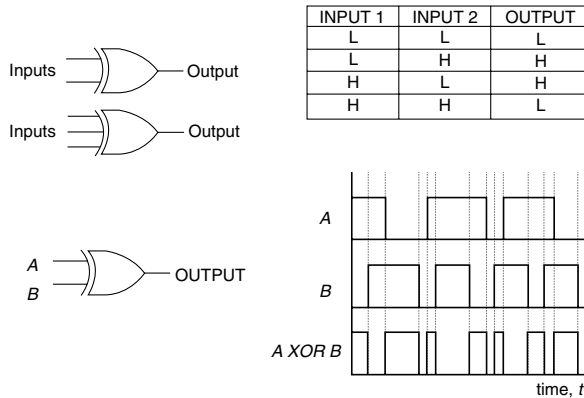 INPUT 1 INPUT 2 OUTPUT
L L L
L H H
H L H
H H L
Inputs Output
Inputs Output
A
B
OUTPUT
A
B
A XOR B
time, t